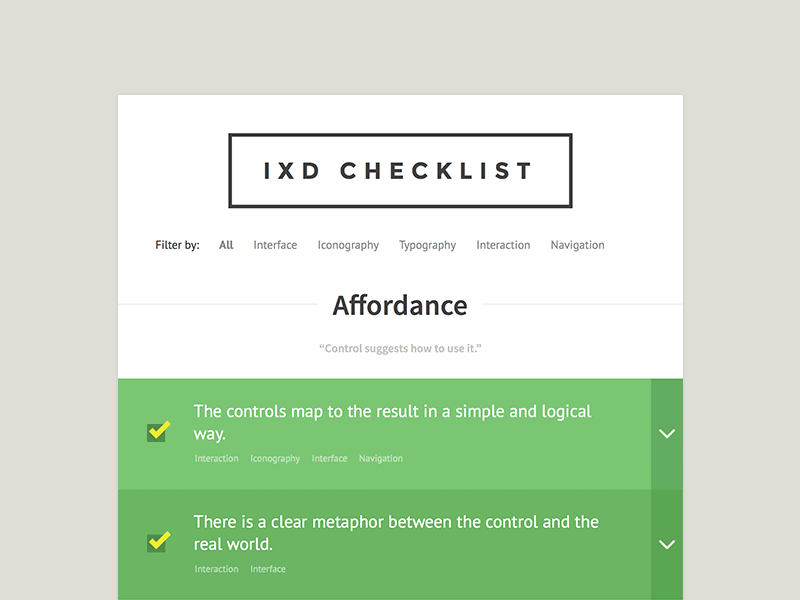 IXD CHECKLIST
Filter by: All Interface Iconography Typography Interaction Navigation
Affordance
“Control suggests how to use it.”
The controls map to the result in a simple and logical
way.
Interaction Iconography Interface Navigation
There is a clear metaphor between the control and the
real world.
Interaction Interface